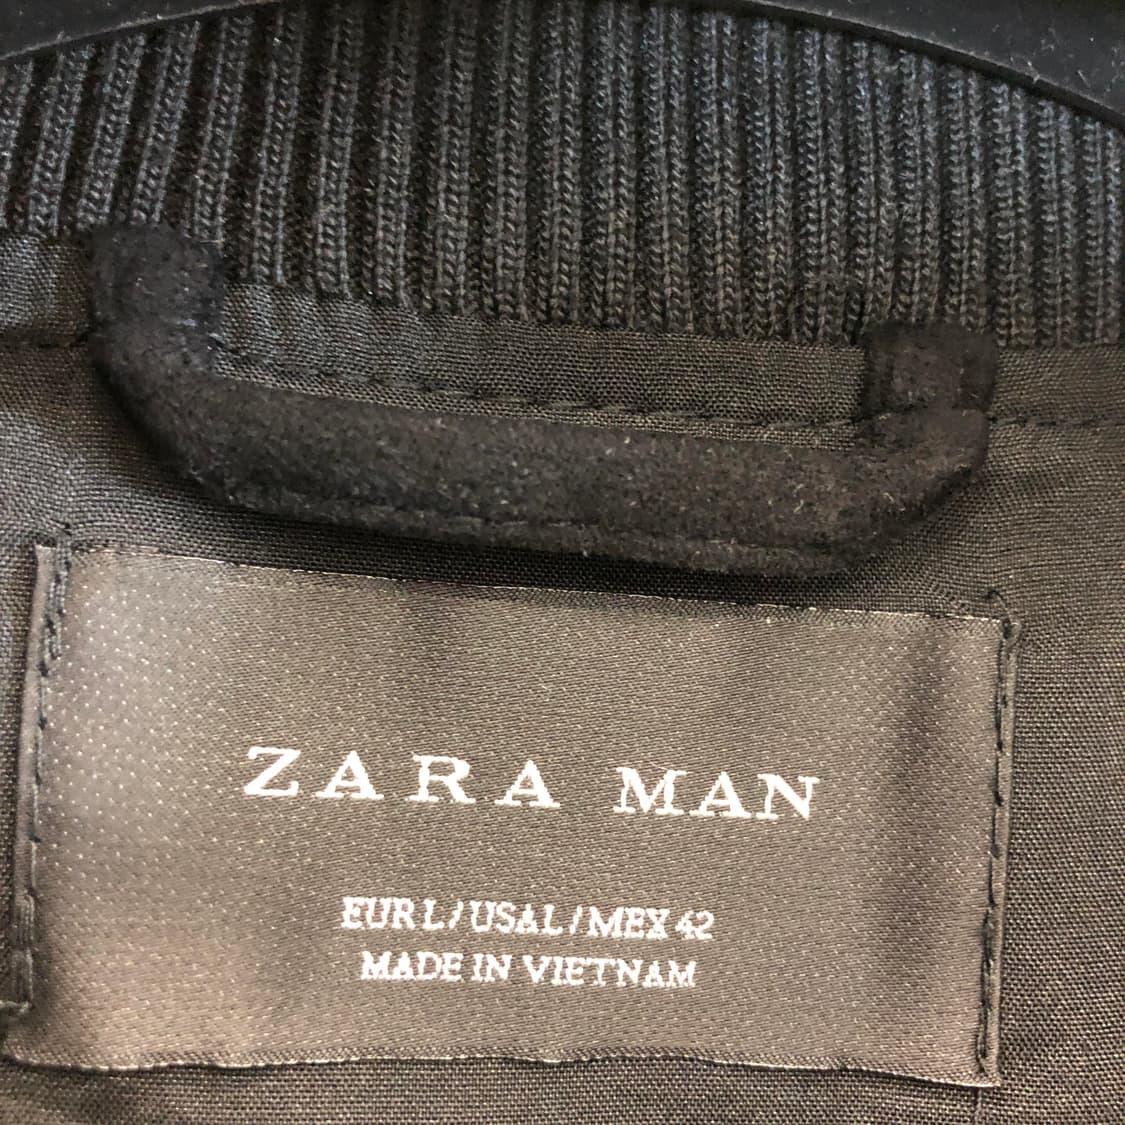 ZARA MAN
EUR L / USA L / MEX 42
MADE IN VIETNAM